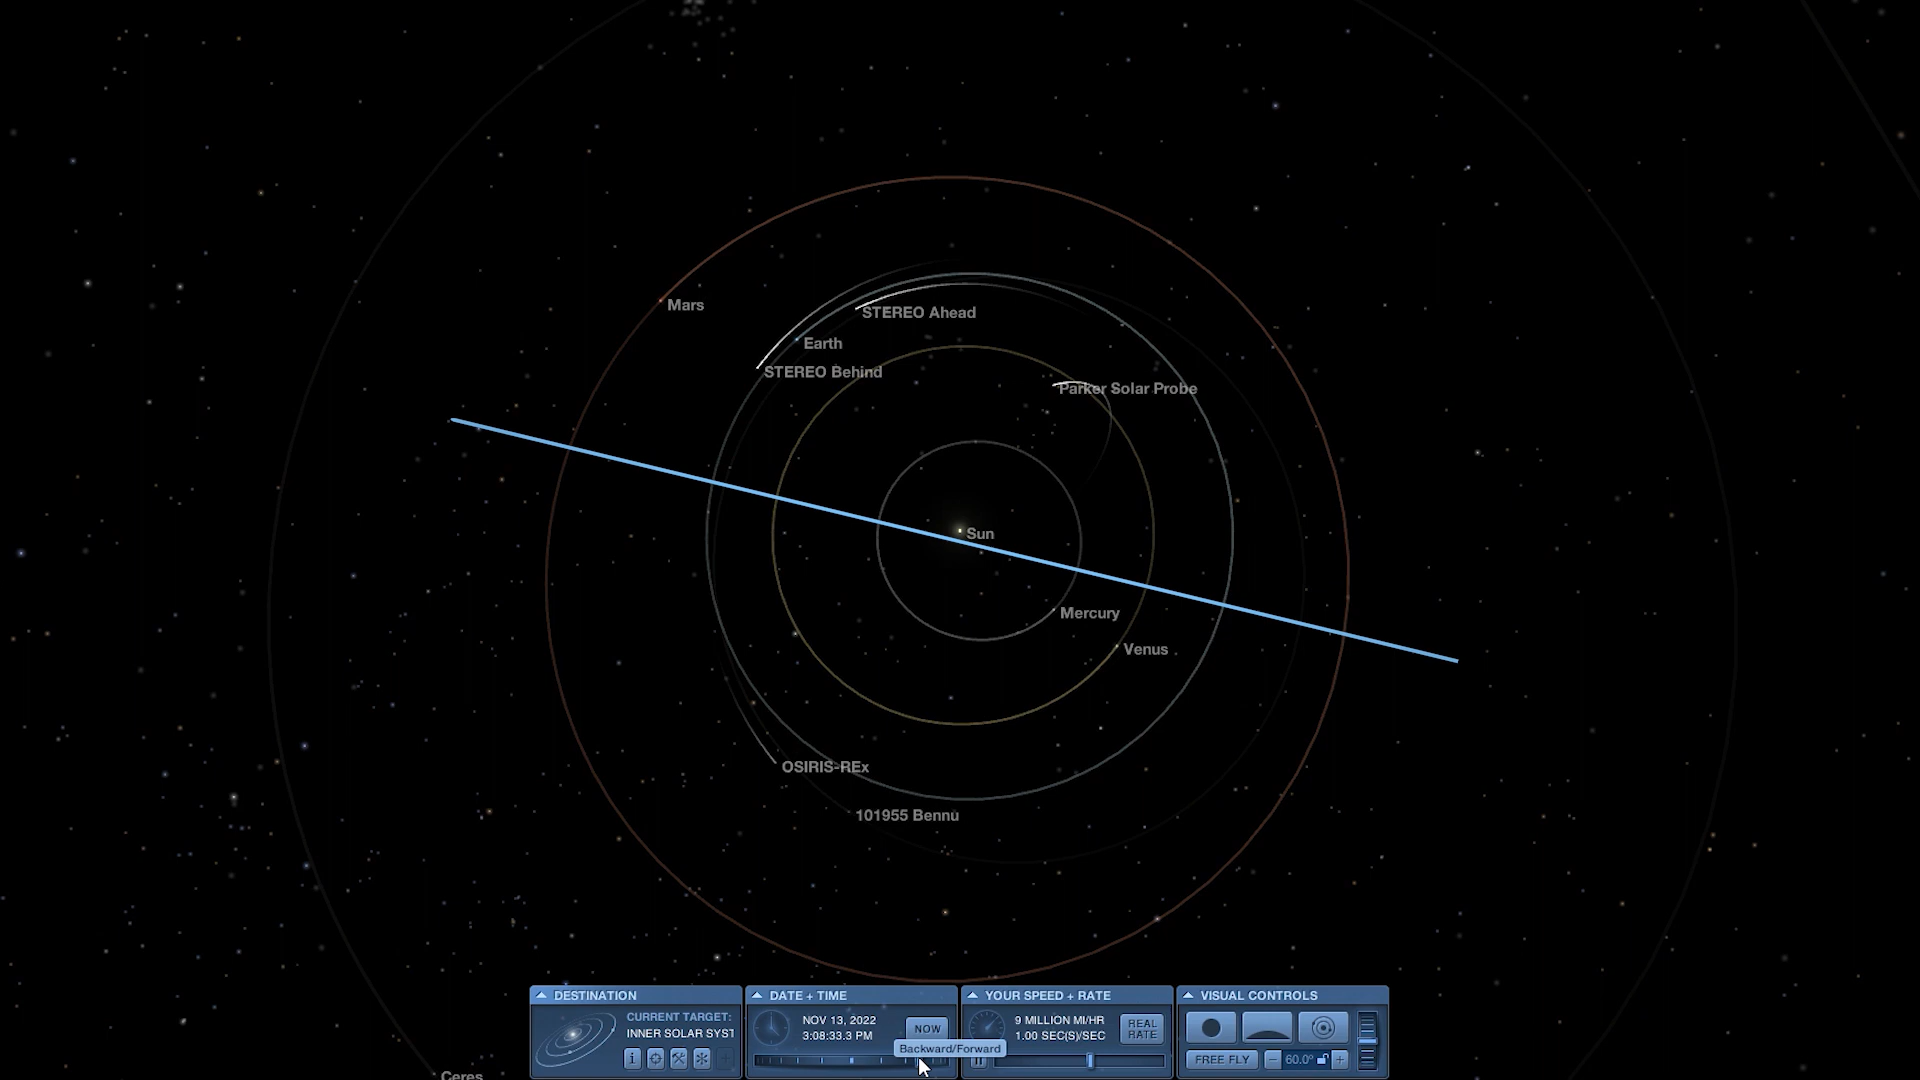 Mars
STEREO Ahead
Earth
STEREO Behind
Parker Solar Probe
Sun
Mercury
Venus
OSIRIS-REx
101955 Bennu
Ceres
DESTINATION
CURRENT TARGET:
INNER SOLAR SYST
i
DATE + TIME
NOV 13, 2022
3:08:33.3 PM
NOW
Backward/Forward
YOUR SPEED + RATE
9 MILLION MI/HR
1.00 SEC(S)/SEC
REAL
RATE
VISUAL CONTROLS
FREE FLY
− 60.0° +